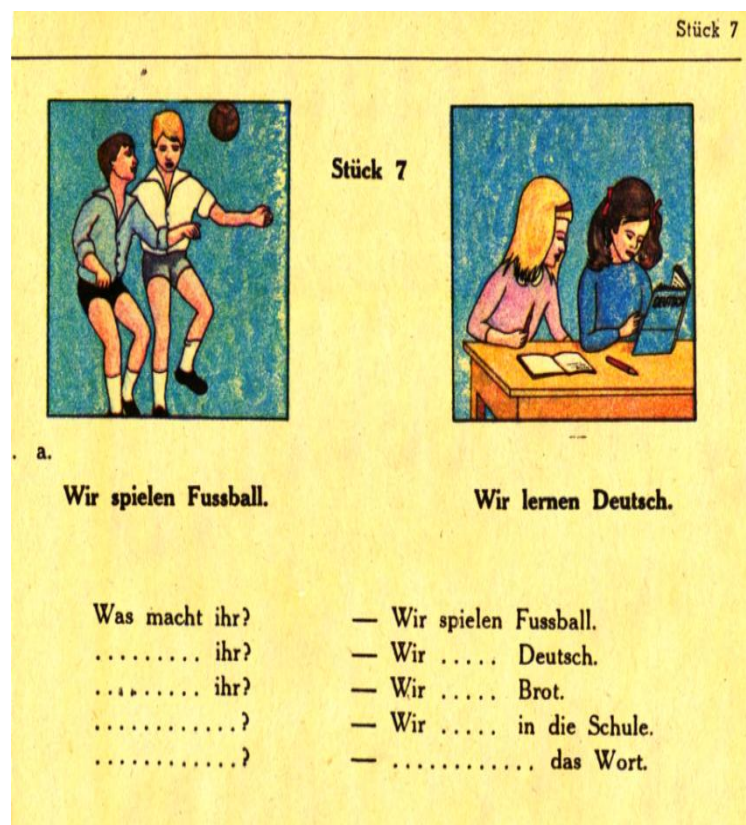 Stück 7
Stück 7
DEUTSCH
. a.
Wir spielen Fussball.
Wir lernen Deutsch.
Was macht ihr? — Wir spielen Fussball.
......... ihr? — Wir ..... Deutsch.
......... ihr? — Wir ..... Brot.
............? — Wir ..... in die Schule.
............? — ............ das Wort.